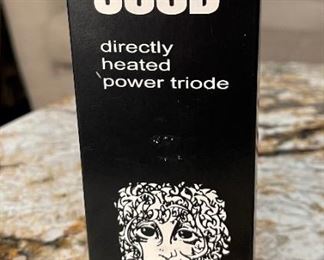 directly
heated
power triode